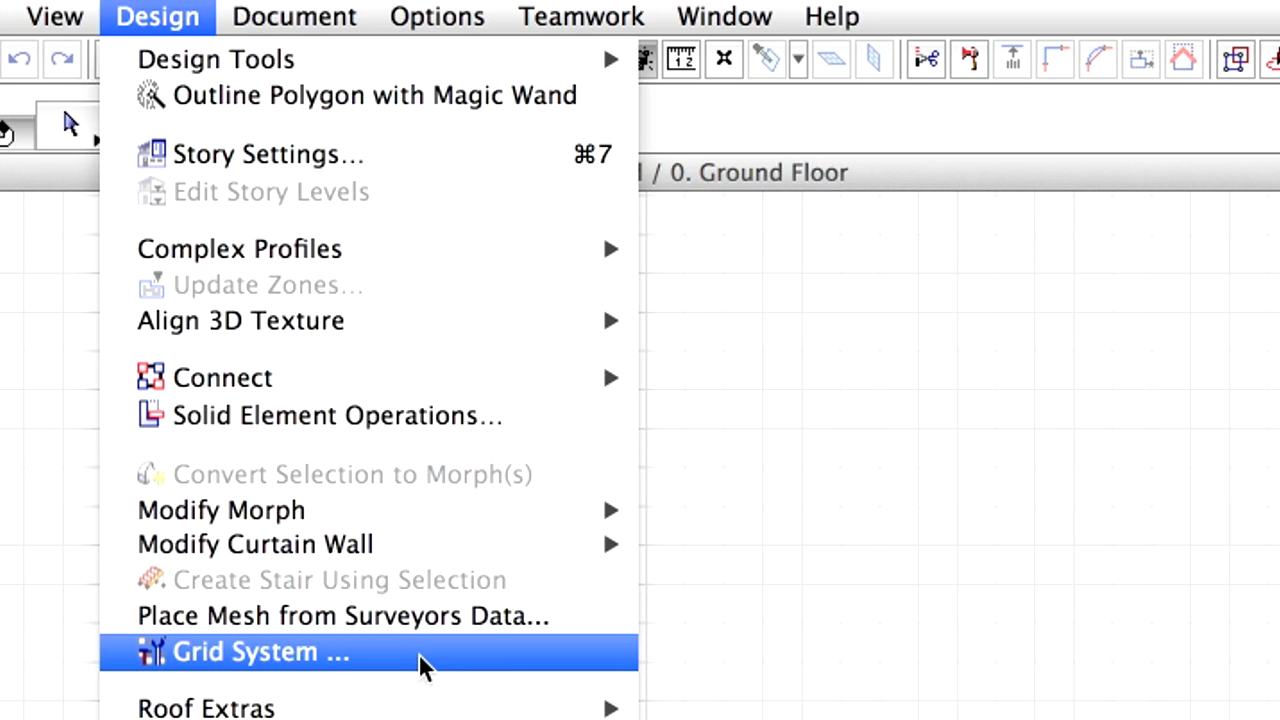 View Design Document Options Teamwork Window Help
Design Tools
Outline Polygon with Magic Wand
Story Settings... ⌘7
/ 0. Ground Floor
Edit Story Levels
Complex Profiles
Update Zones...
Align 3D Texture
Connect
Solid Element Operations...
Convert Selection to Morph(s)
Modify Morph
Modify Curtain Wall
Create Stair Using Selection
Place Mesh from Surveyors Data...
Grid System ...
Roof Extras